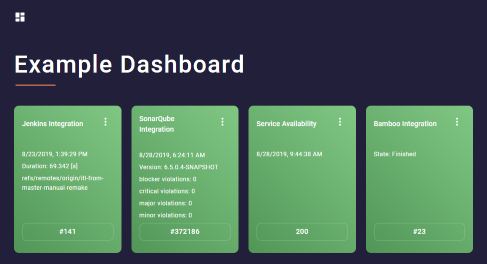 Example Dashboard
Jenkins Integration
8/23/2019, 1:39:29 PM
Duration: 69.342 [s]
refs/remotes/origin/iti-from-
master-manual-remake
#141
SonarQube
Integration
8/28/2019, 6:24:11 AM
Version: 6.5.0.4-SNAPSHOT
blocker violations: 0
critical violations: 0
major violations: 0
minor violations: 0
#372186
Service Availability
8/28/2019, 9:44:38 AM
200
Bamboo Integration
State: Finished
#23